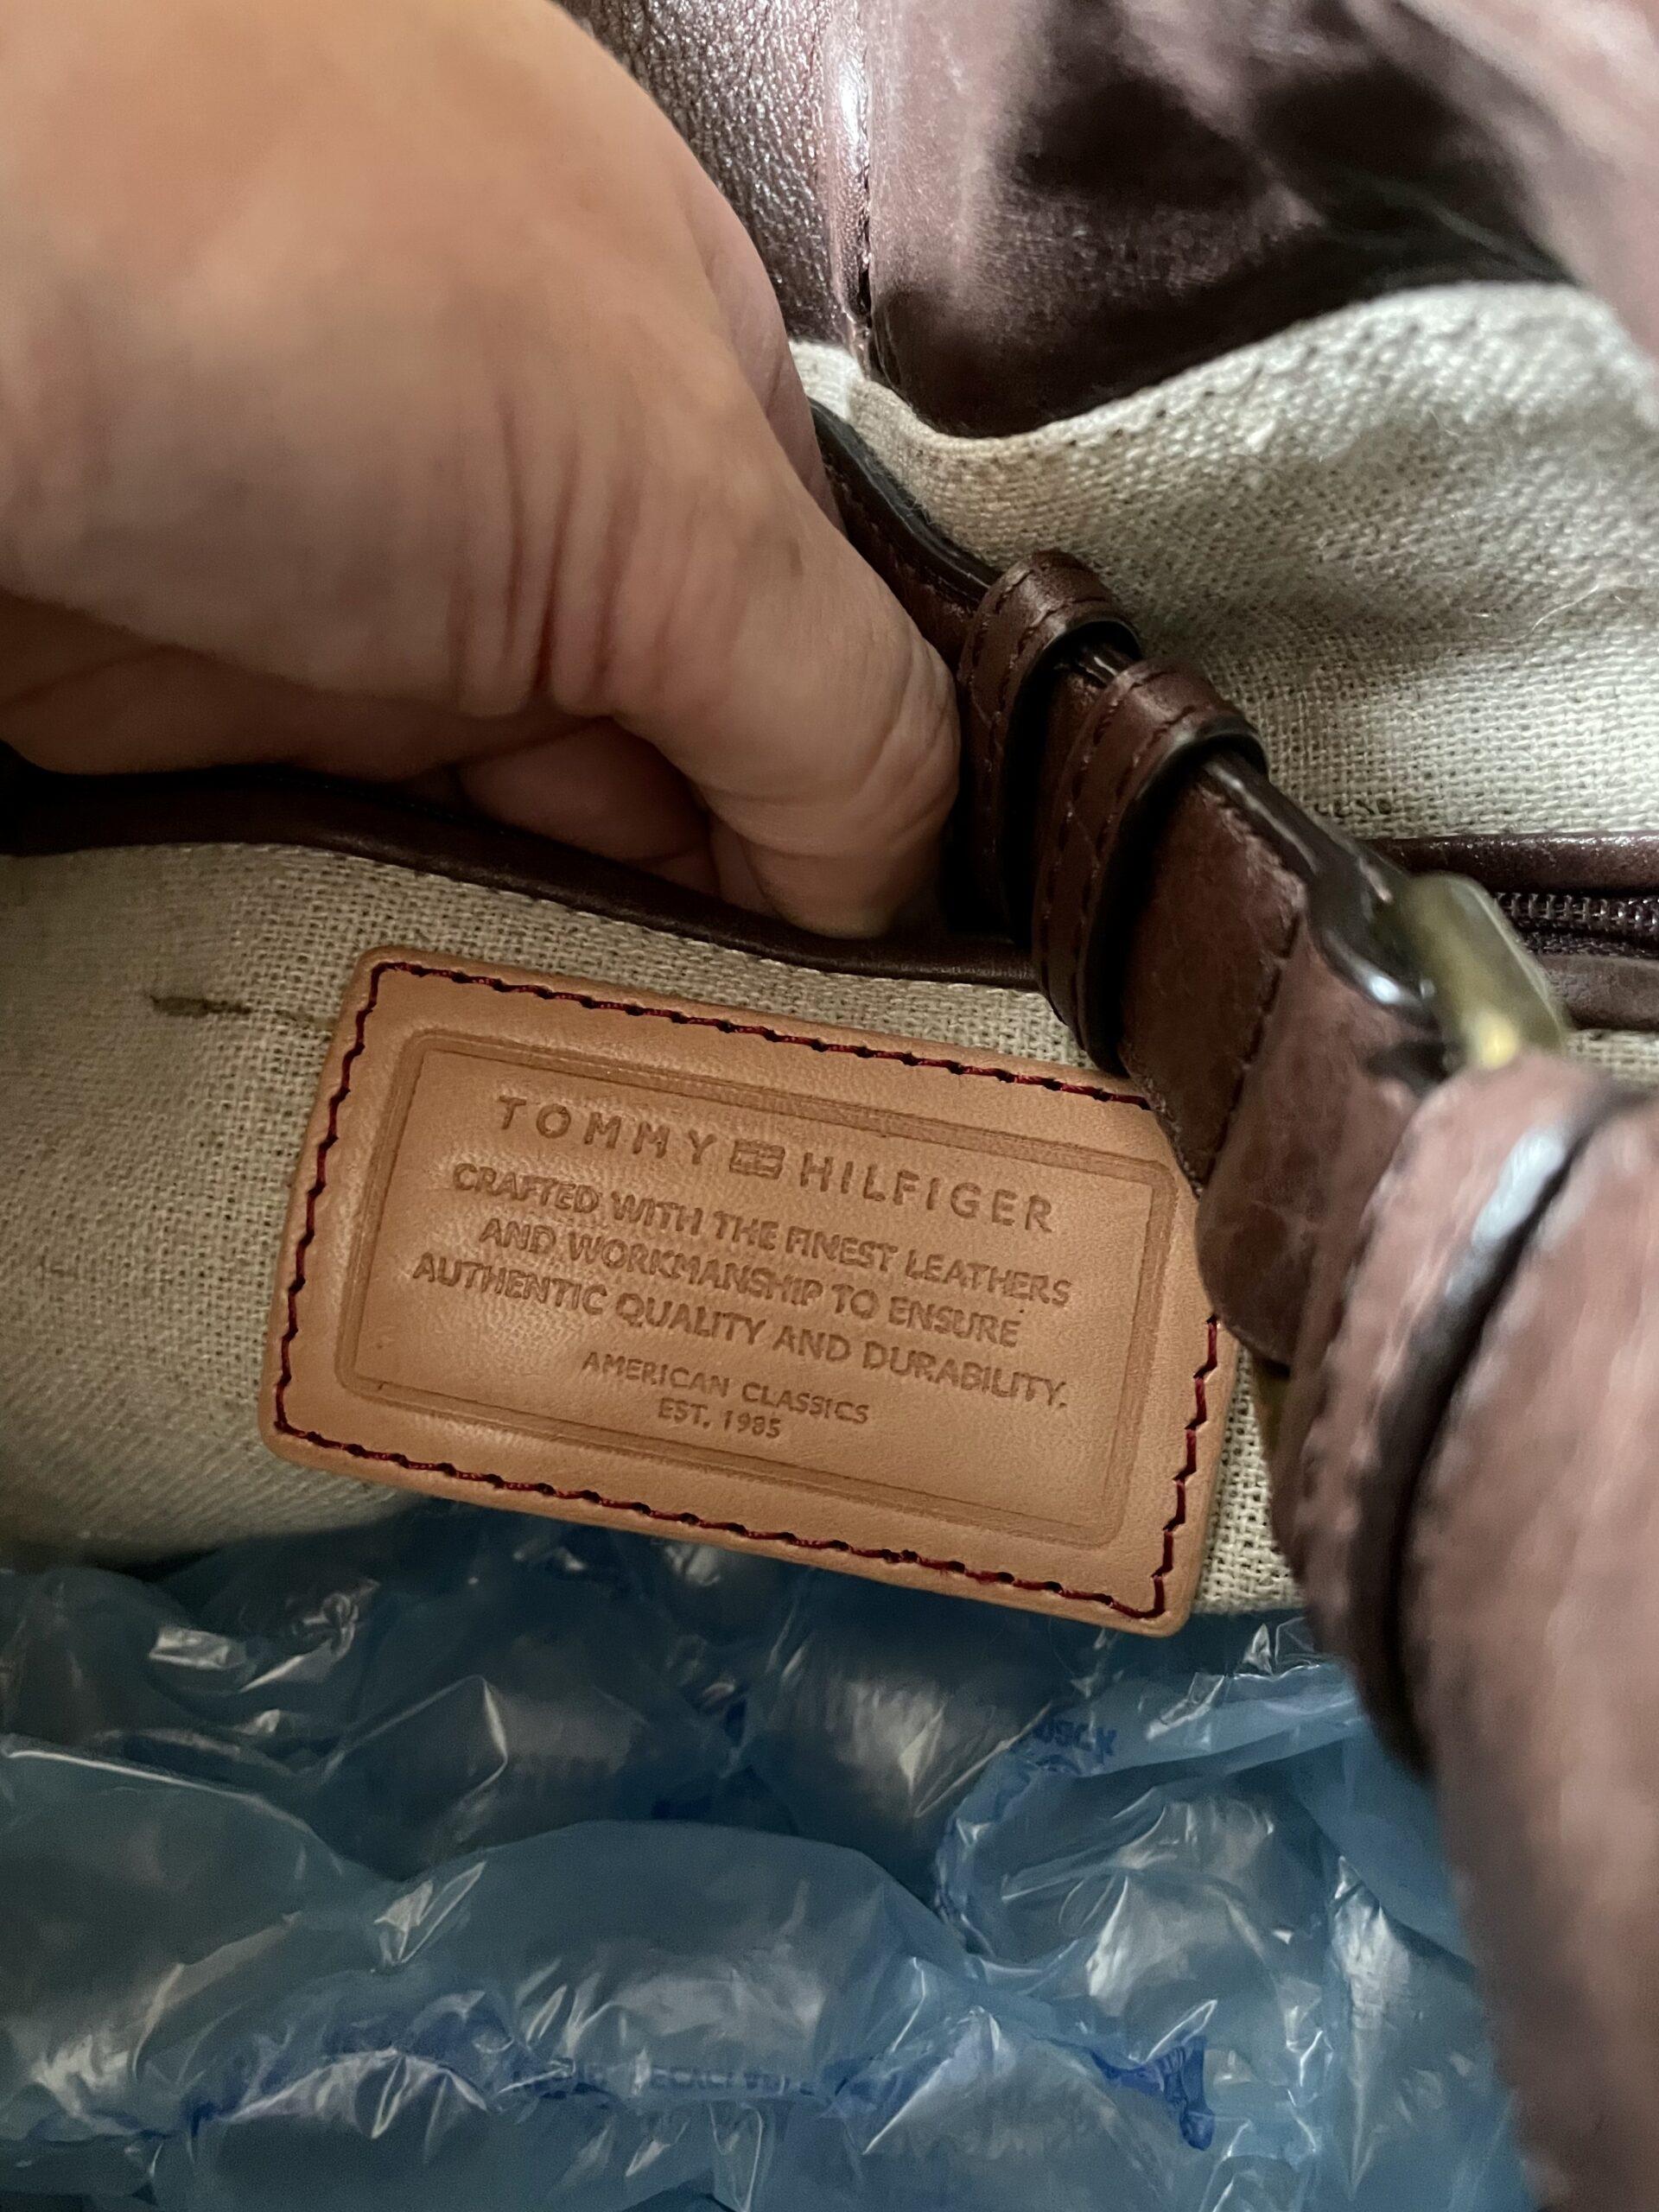 TOMMY HILFIGER
CRAFTED WITH THE FINEST LEATHERS
AND WORKMANSHIP TO ENSURE
AUTHENTIC QUALITY AND DURABILITY.
AMERICAN CLASSICS
EST. 1985